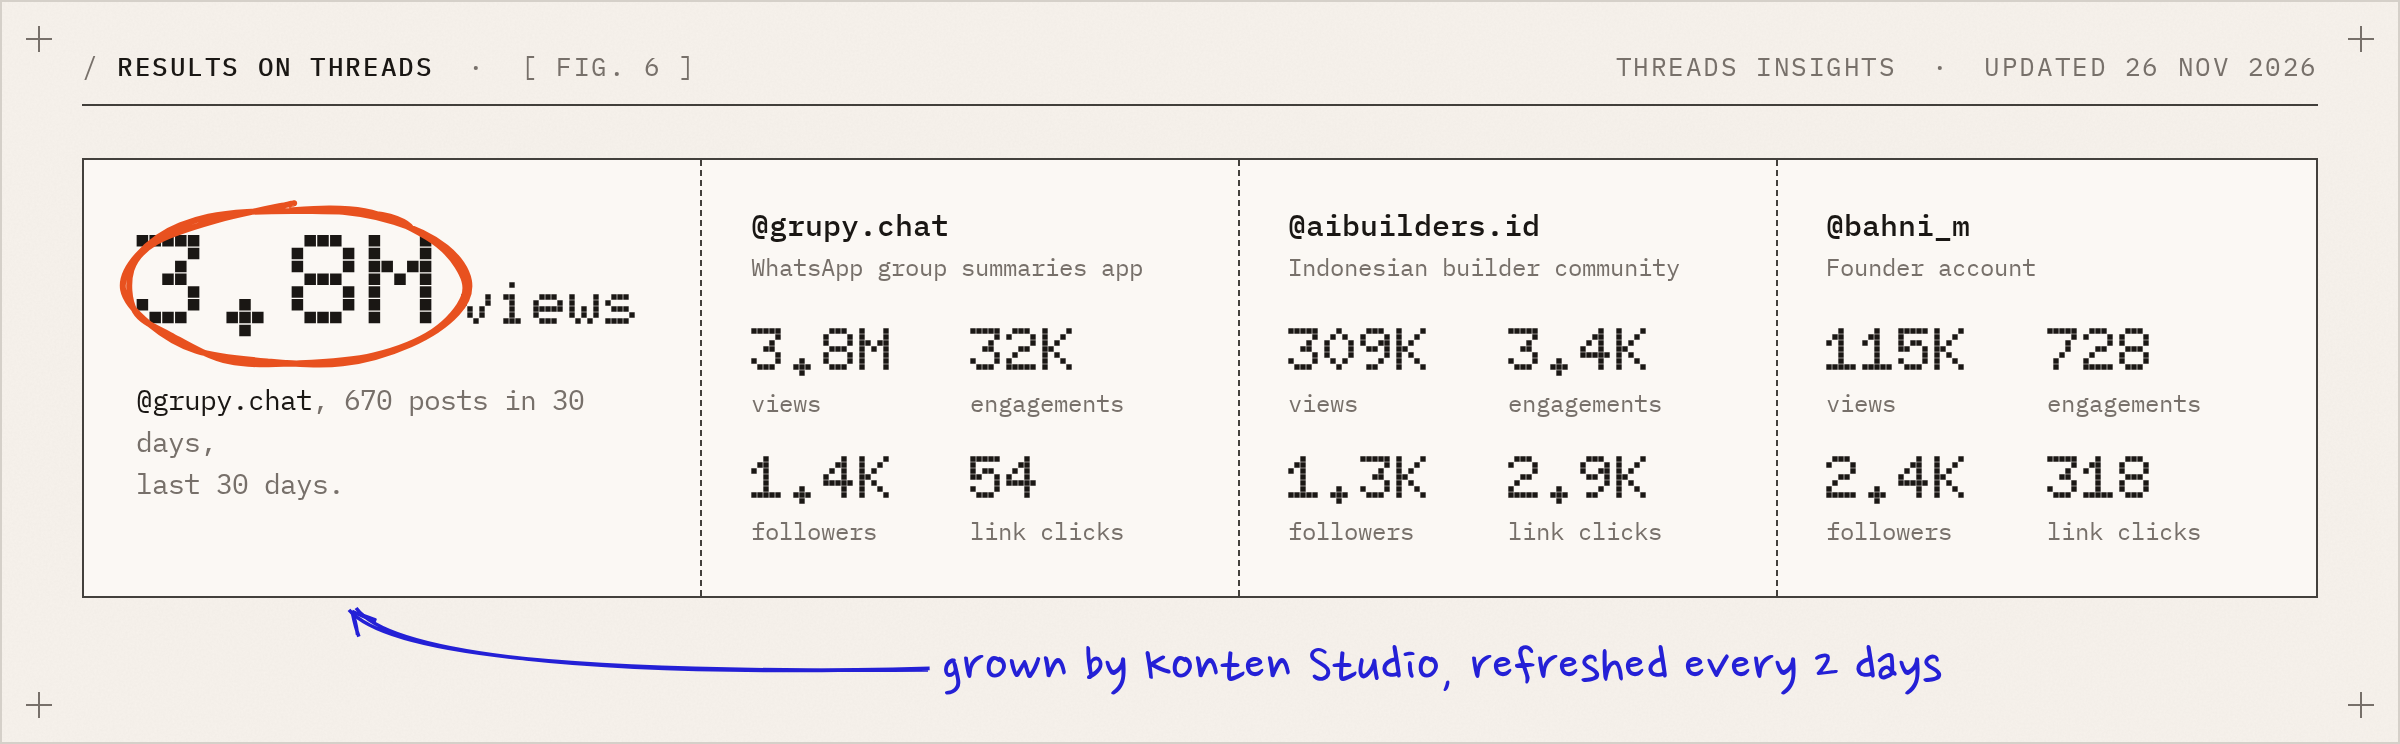 / RESULTS ON THREADS · [ FIG. 6 ]
THREADS INSIGHTS · UPDATED 26 NOV 2026
3.8M views
@grupy.chat, 670 posts in 30
days,
last 30 days.
@grupy.chat
WhatsApp group summaries app
3.8M 32K
views engagements
1.4K 54
followers link clicks
@aibuilders.id
Indonesian builder community
309K 3.4K
views engagements
1.3K 2.9K
followers link clicks
@bahni_m
Founder account
115K 728
views engagements
2.4K 318
followers link clicks
grown by Konten Studio, refreshed every 2 days